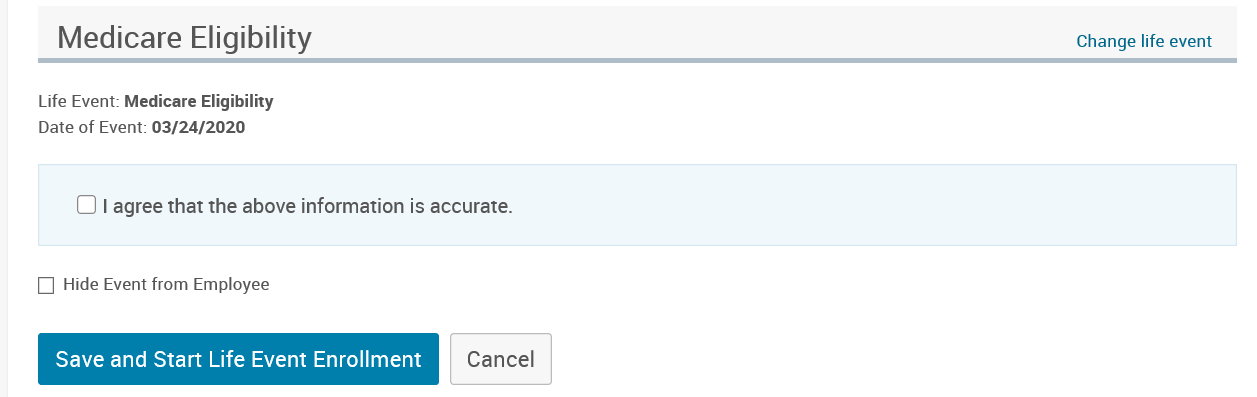 Medicare Eligibility
Change life event
Life Event: Medicare Eligibility
Date of Event: 03/24/2020
I agree that the above information is accurate.
Hide Event from Employee
Save and Start Life Event Enrollment
Cancel